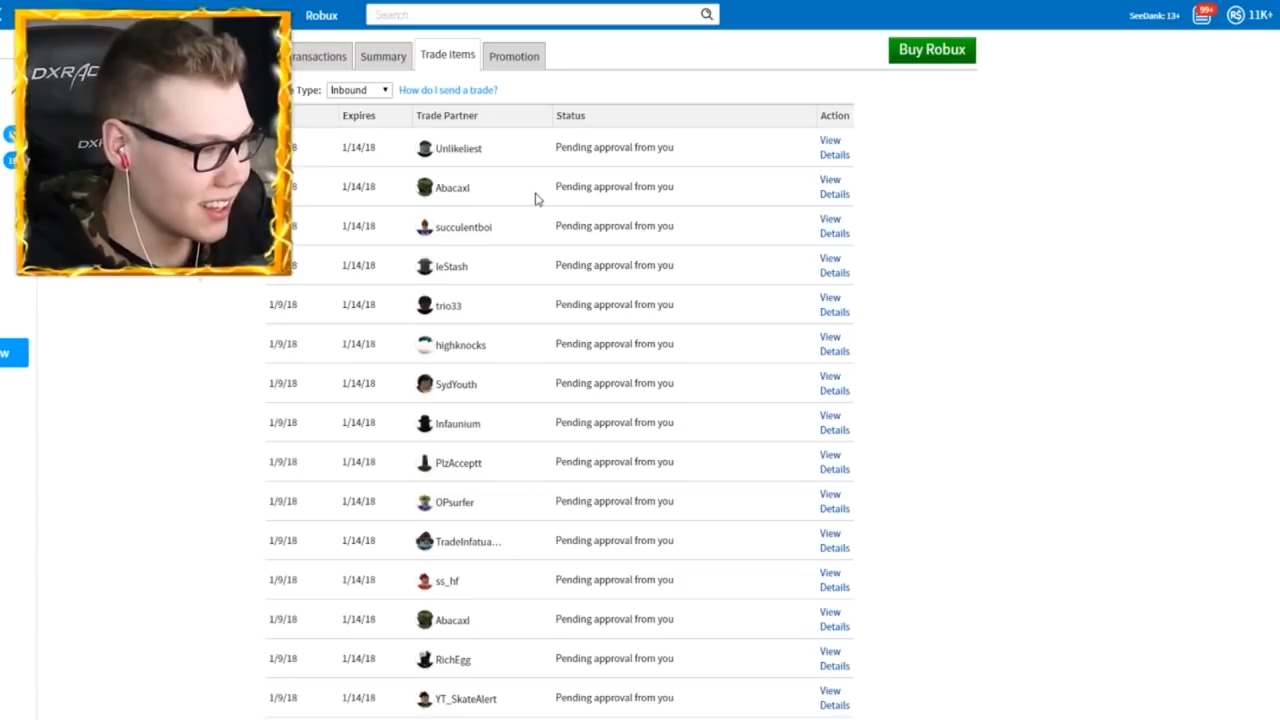 Robux Search SeeDank: 13+ 99+ R$ 11K+
DXRAC
ransactions Summary Trade Items Promotion Buy Robux
Type: Inbound How do I send a trade?
Expires Trade Partner Status Action
8 1/14/18 Unlikeliest Pending approval from you View Details
8 1/14/18 Abacaxl Pending approval from you View Details
8 1/14/18 succulentboi Pending approval from you View Details
8 1/14/18 leStash Pending approval from you View Details
1/9/18 1/14/18 trio33 Pending approval from you View Details
w
1/9/18 1/14/18 highknocks Pending approval from you View Details
1/9/18 1/14/18 SydYouth Pending approval from you View Details
1/9/18 1/14/18 Infaunium Pending approval from you View Details
1/9/18 1/14/18 PlzAcceptt Pending approval from you View Details
1/9/18 1/14/18 OPsurfer Pending approval from you View Details
1/9/18 1/14/18 TradeInfatua... Pending approval from you View Details
1/9/18 1/14/18 ss_hf Pending approval from you View Details
1/9/18 1/14/18 Abacaxl Pending approval from you View Details
1/9/18 1/14/18 RichEgg Pending approval from you View Details
1/9/18 1/14/18 YT_SkateAlert Pending approval from you View Details